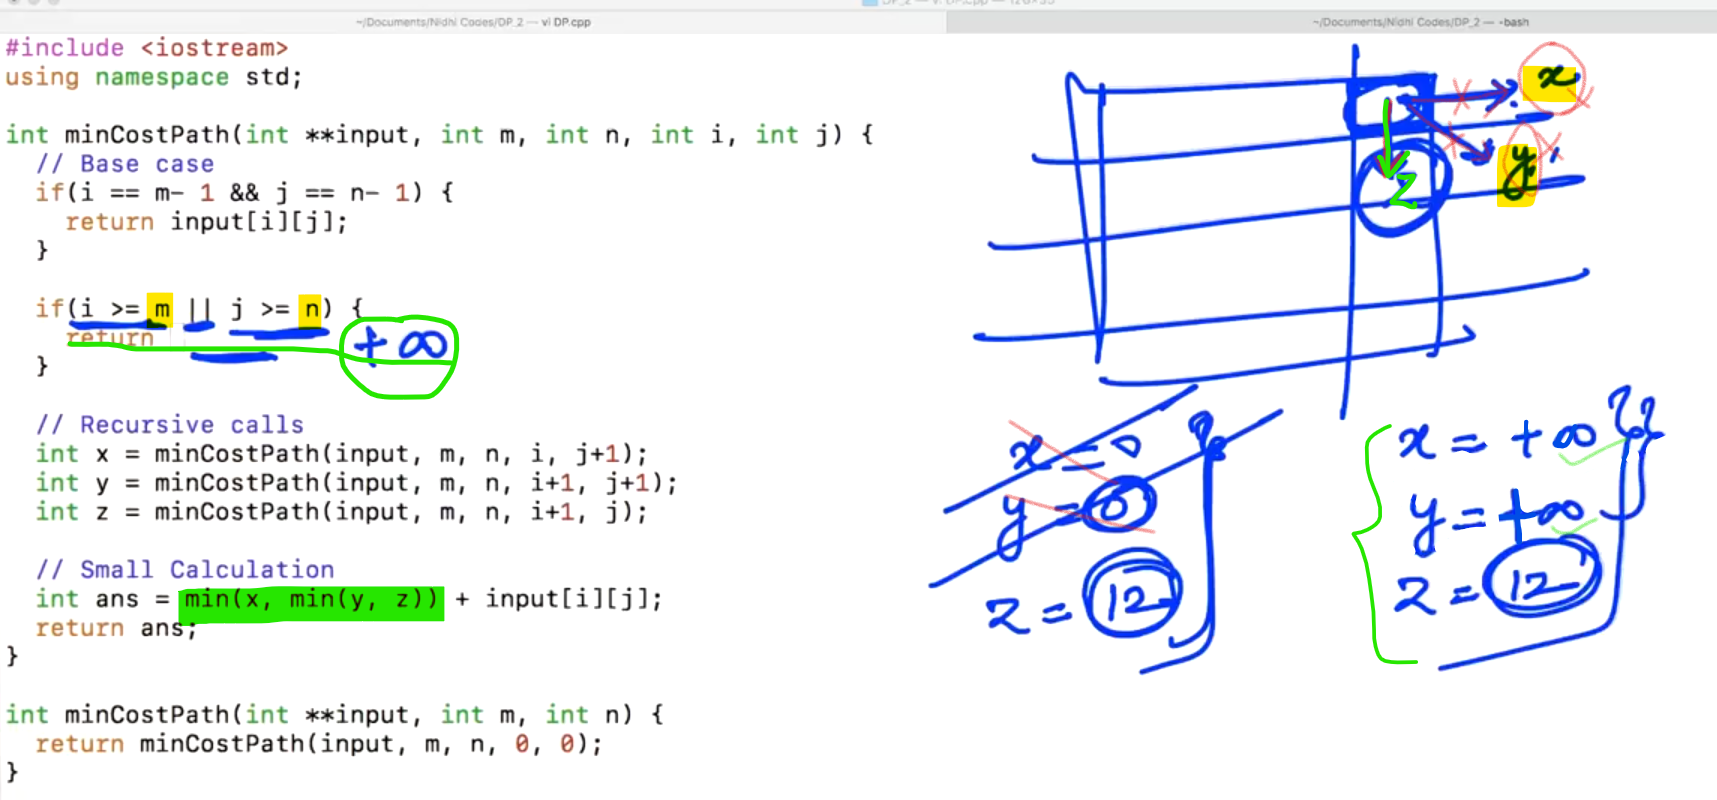 ~/Documents/Nidhi Codes/DP_2 — vi DP.cpp
~/Documents/Nidhi Codes/DP_2 — -bash
#include <iostream>
using namespace std;
int minCostPath(int **input, int m, int n, int i, int j) {
// Base case
if(i == m- 1 && j == n- 1) {
return input[i][j];
}
if(i >= m || j >= n) {
return + ∞
}
// Recursive calls
int x = minCostPath(input, m, n, i, j+1);
int y = minCostPath(input, m, n, i+1, j+1);
int z = minCostPath(input, m, n, i+1, j);
// Small Calculation
int ans = min(x, min(y, z)) + input[i][j];
return ans;
}
int minCostPath(int **input, int m, int n) {
return minCostPath(input, m, n, 0, 0);
}
x
y
z
x = 0
y = 0
z = 12
x = + ∞
y = + ∞
z = 12